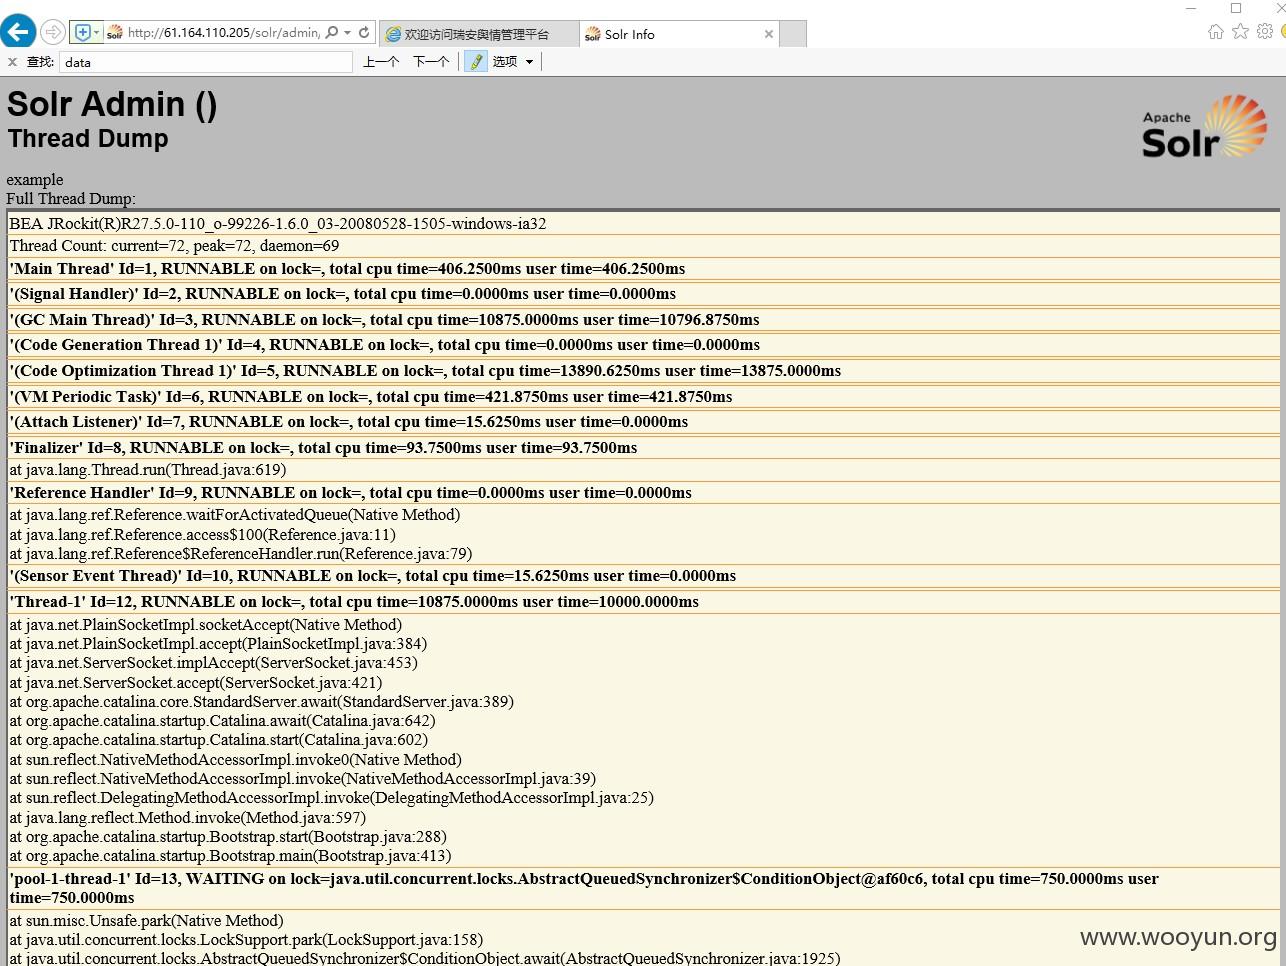 http://61.164.110.205/solr/admin/
欢迎访问瑞安舆情管理平台
Solr Info
查找: data 上一个 下一个 选项
Solr Admin ()
Apache
Solr
Thread Dump
example
Full Thread Dump:
BEA JRockit(R)R27.5.0-110_o-99226-1.6.0_03-20080528-1505-windows-ia32
Thread Count: current=72, peak=72, daemon=69
'Main Thread' Id=1, RUNNABLE on lock=, total cpu time=406.2500ms user time=406.2500ms
'(Signal Handler)' Id=2, RUNNABLE on lock=, total cpu time=0.0000ms user time=0.0000ms
'(GC Main Thread)' Id=3, RUNNABLE on lock=, total cpu time=10875.0000ms user time=10796.8750ms
'(Code Generation Thread 1)' Id=4, RUNNABLE on lock=, total cpu time=0.0000ms user time=0.0000ms
'(Code Optimization Thread 1)' Id=5, RUNNABLE on lock=, total cpu time=13890.6250ms user time=13875.0000ms
'(VM Periodic Task)' Id=6, RUNNABLE on lock=, total cpu time=421.8750ms user time=421.8750ms
'(Attach Listener)' Id=7, RUNNABLE on lock=, total cpu time=15.6250ms user time=0.0000ms
'Finalizer' Id=8, RUNNABLE on lock=, total cpu time=93.7500ms user time=93.7500ms
at java.lang.Thread.run(Thread.java:619)
'Reference Handler' Id=9, RUNNABLE on lock=, total cpu time=0.0000ms user time=0.0000ms
at java.lang.ref.Reference.waitForActivatedQueue(Native Method)
at java.lang.ref.Reference.access$100(Reference.java:11)
at java.lang.ref.Reference$ReferenceHandler.run(Reference.java:79)
'(Sensor Event Thread)' Id=10, RUNNABLE on lock=, total cpu time=15.6250ms user time=0.0000ms
'Thread-1' Id=12, RUNNABLE on lock=, total cpu time=10875.0000ms user time=10000.0000ms
at java.net.PlainSocketImpl.socketAccept(Native Method)
at java.net.PlainSocketImpl.accept(PlainSocketImpl.java:384)
at java.net.ServerSocket.implAccept(ServerSocket.java:453)
at java.net.ServerSocket.accept(ServerSocket.java:421)
at org.apache.catalina.core.StandardServer.await(StandardServer.java:389)
at org.apache.catalina.startup.Catalina.await(Catalina.java:642)
at org.apache.catalina.startup.Catalina.start(Catalina.java:602)
at sun.reflect.NativeMethodAccessorImpl.invoke0(Native Method)
at sun.reflect.NativeMethodAccessorImpl.invoke(NativeMethodAccessorImpl.java:39)
at sun.reflect.DelegatingMethodAccessorImpl.invoke(DelegatingMethodAccessorImpl.java:25)
at java.lang.reflect.Method.invoke(Method.java:597)
at org.apache.catalina.startup.Bootstrap.start(Bootstrap.java:288)
at org.apache.catalina.startup.Bootstrap.main(Bootstrap.java:413)
'pool-1-thread-1' Id=13, WAITING on lock=java.util.concurrent.locks.AbstractQueuedSynchronizer$ConditionObject@af60c6, total cpu time=750.0000ms user
time=750.0000ms
at sun.misc.Unsafe.park(Native Method)
at java.util.concurrent.locks.LockSupport.park(LockSupport.java:158)
at java.util.concurrent.locks.AbstractQueuedSynchronizer$ConditionObject.await(AbstractQueuedSynchronizer.java:1925)
www.wooyun.org